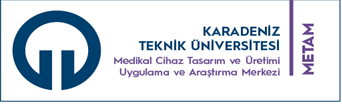 KARADENİZ
TEKNİK ÜNİVERSİTESİ
Medikal Cihaz Tasarım ve Üretimi
Uygulama ve Araştırma Merkezi
METAM